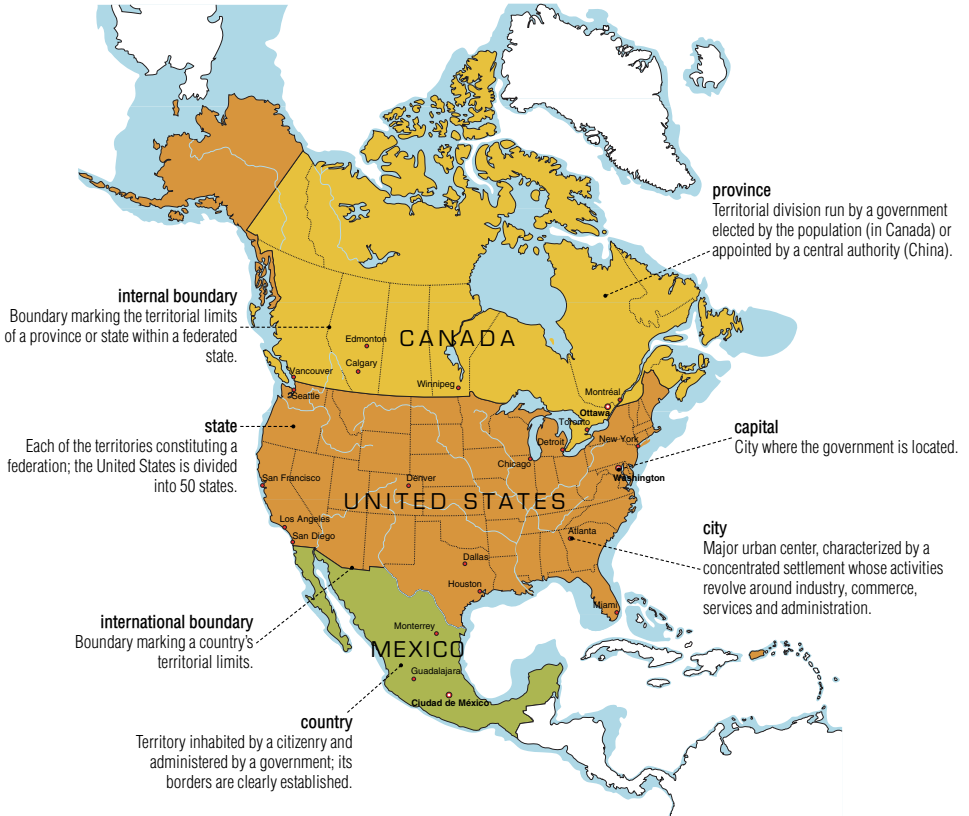 province
Territorial division run by a government
elected by the population (in Canada) or
appointed by a central authority (China).
internal boundary
Boundary marking the territorial limits
of a province or state within a federated
state.
CANADA
Edmonton
Calgary
Vancouver
Winnipeg
Seattle
Montréal
Ottawa
Toronto
state
Each of the territories constituting a
federation; the United States is divided
into 50 states.
Detroit
New York
Chicago
capital
City where the government is located.
San Francisco
Denver
Washington
UNITED STATES
Los Angeles
San Diego
Atlanta
Dallas
Houston
Miami
city
Major urban center, characterized by a
concentrated settlement whose activities
revolve around industry, commerce,
services and administration.
international boundary
Boundary marking a country's
territorial limits.
Monterrey
MEXICO
Guadalajara
Ciudad de México
country
Territory inhabited by a citizenry and
administered by a government; its
borders are clearly established.